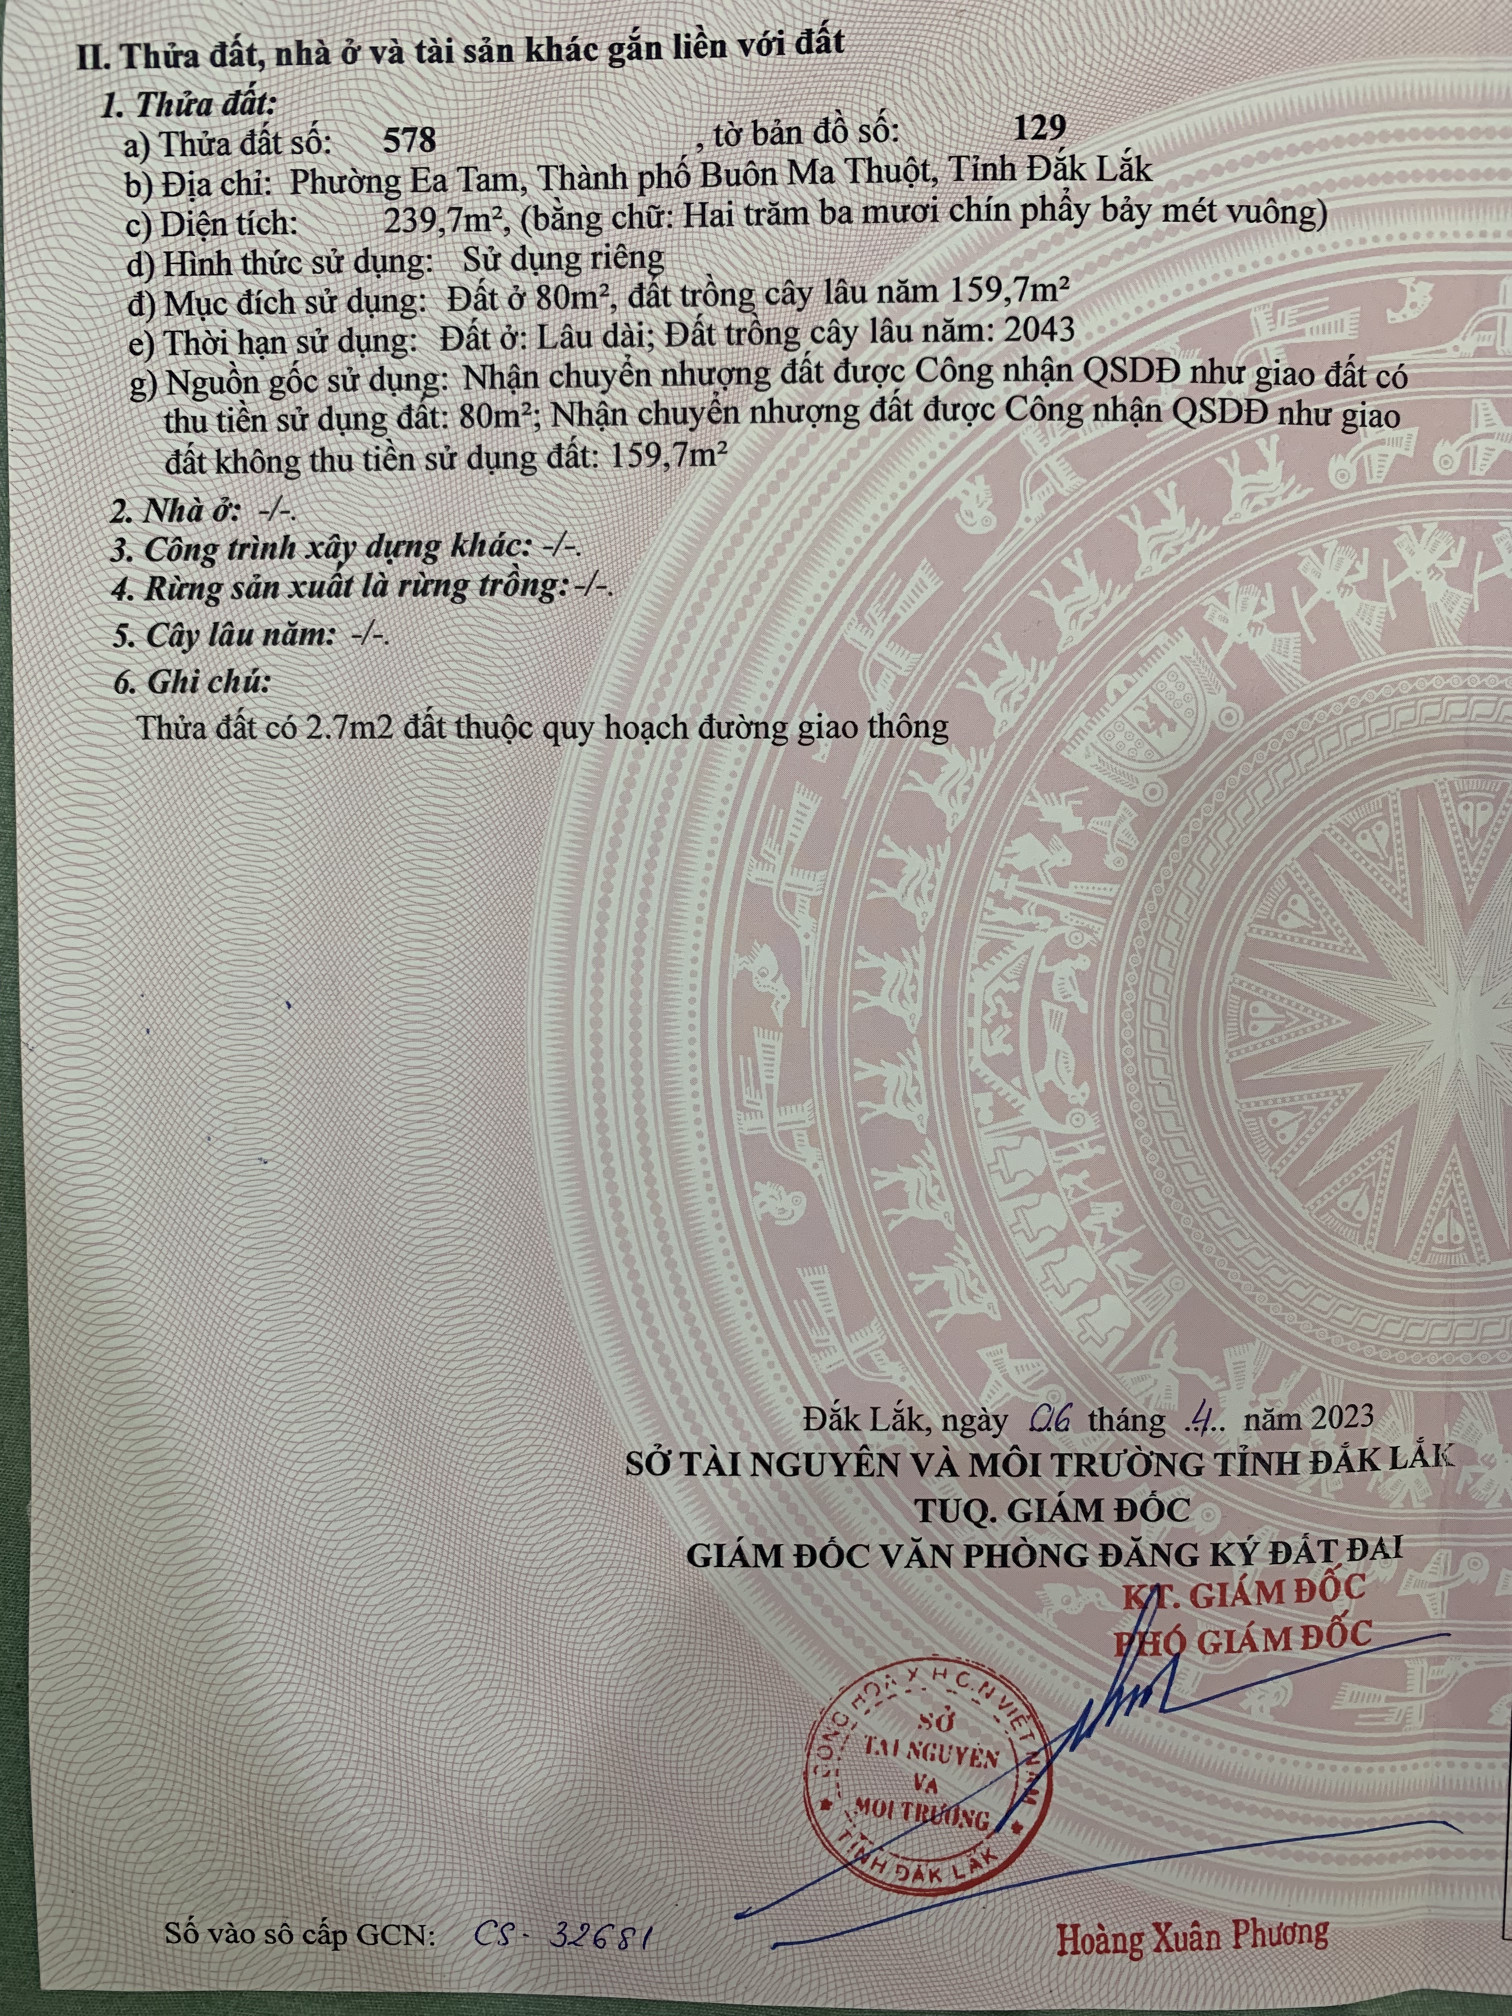 II. Thửa đất, nhà ở và tài sản khác gắn liền với đất
1. Thửa đất:
a) Thửa đất số: 578 , tờ bản đồ số: 129
b) Địa chỉ: Phường Ea Tam, Thành phố Buôn Ma Thuột, Tỉnh Đắk Lắk
c) Diện tích: 239,7m², (bằng chữ: Hai trăm ba mươi chín phẩy bảy mét vuông)
d) Hình thức sử dụng: Sử dụng riêng
đ) Mục đích sử dụng: Đất ở 80m², đất trồng cây lâu năm 159,7m²
e) Thời hạn sử dụng: Đất ở: Lâu dài; Đất trồng cây lâu năm: 2043
g) Nguồn gốc sử dụng: Nhận chuyển nhượng đất được Công nhận QSDĐ như giao đất có
thu tiền sử dụng đất: 80m²; Nhận chuyển nhượng đất được Công nhận QSDĐ như giao
đất không thu tiền sử dụng đất: 159,7m²
2. Nhà ở: -/-.
3. Công trình xây dựng khác: -/-.
4. Rừng sản xuất là rừng trồng: -/-.
5. Cây lâu năm: -/-.
6. Ghi chú:
Thửa đất có 2.7m2 đất thuộc quy hoạch đường giao thông
Đắk Lắk, ngày 06 tháng .4.. năm 2023
SỞ TÀI NGUYÊN VÀ MÔI TRƯỜNG TỈNH ĐẮK LẮK
TUQ. GIÁM ĐỐC
GIÁM ĐỐC VĂN PHÒNG ĐĂNG KÝ ĐẤT ĐAI
KT. GIÁM ĐỐC
PHÓ GIÁM ĐỐC
CỘNG HÒA X.H.C.N VIỆT NAM
SỞ
TÀI NGUYÊN
VÀ
MÔI TRƯỜNG
TỈNH ĐẮK LẮK
Số vào sổ cấp GCN: CS- 32681
Hoàng Xuân Phương